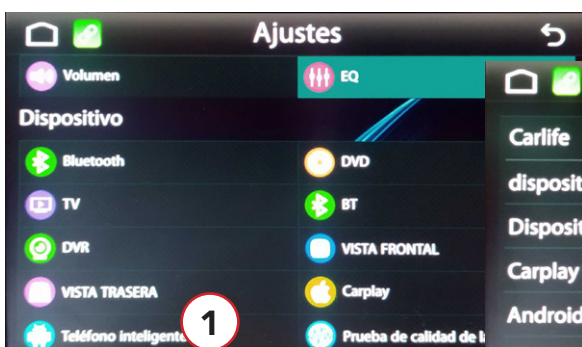 Ajustes
Volumen
EQ
Dispositivo
Bluetooth
DVD
TV
BT
DVR
VISTA FRONTAL
VISTA TRASERA
Carplay
Teléfono inteligente
1
Prueba de calidad de
Carlife
Carplay